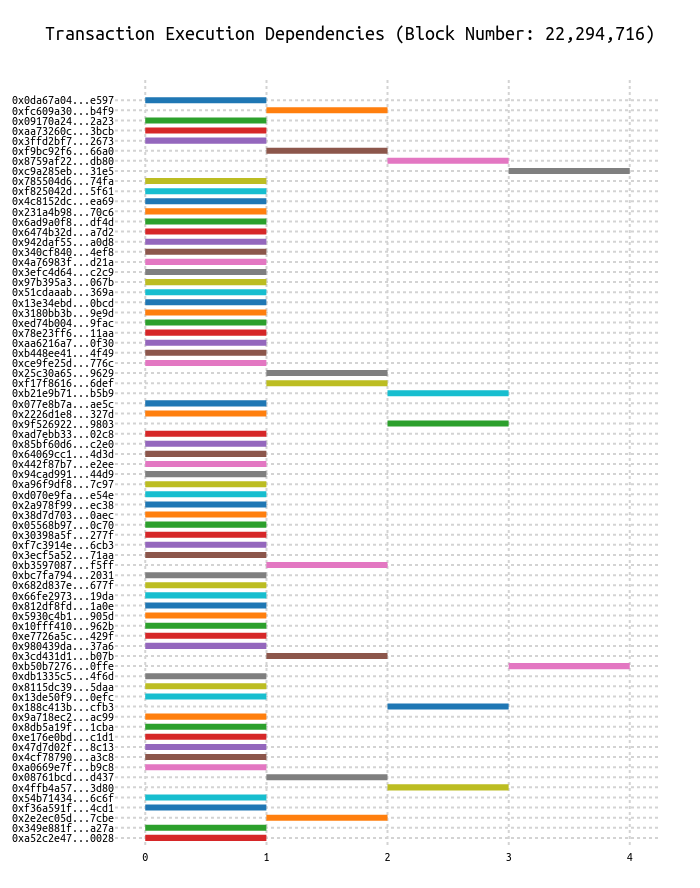 Transaction Execution Dependencies (Block Number: 22,294,716)
0x0da67a04...e597
0xfc609a30...b4f9
0x09170a24...2a23
0xaa73260c...3bcb
0x3ffd2bf7...2673
0xf9bc92f6...66a0
0x8759af22...db80
0xc9a285eb...31e5
0x785504d6...74fa
0xf825042d...5f61
0x4c8152dc...ea69
0x231a4b98...70c6
0x6ad9a0f8...df4d
0x6474b32d...a7d2
0x942daf55...a0d8
0x340cf840...4ef8
0x4a76983f...d21a
0x3efc4d64...c2c9
0x97b395a3...067b
0x51cdaaab...369a
0x13e34ebd...0bcd
0x3180bb3b...9e9d
0xed74b004...9fac
0x78e23ff6...11aa
0xaa6216a7...0f30
0xb448ee41...4f49
0xce9fe25d...776c
0x25c30a65...9629
0xf17f8616...6def
0xb21e9b71...b5b9
0x077e8b7a...ae5c
0x2226d1e8...327d
0x9f526922...9803
0xad7ebb33...02c8
0x85bf60d6...c2e0
0x64069cc1...4d3d
0x442f87b7...e2ee
0x94cad991...44d9
0xa96f9df8...7c97
0xd070e9fa...e54e
0x2a978f99...ec38
0x38d7d703...0aec
0x05568b97...0c70
0x30398a5f...277f
0xf7c3914e...6cb3
0x3ecf5a52...71aa
0xb3597087...f5ff
0xbc7fa794...2031
0x682d837e...677f
0x66fe2973...19da
0x812df8fd...1a0e
0x5930c4b1...905d
0x10fff410...962b
0xe7726a5c...429f
0x980439da...37a6
0x3cd431d1...b07b
0xb50b7276...0ffe
0xdb1335c5...4f6d
0x8115dc39...5daa
0x13de50f9...0efc
0x188c413b...cfb3
0x9a718ec2...ac99
0x8db5a19f...1cba
0xe176e0bd...c1d1
0x47d7d02f...8c13
0x4cf78790...a3c8
0xa0669e7f...b9c8
0x08761bcd...d437
0x4ffb4a57...3d80
0x54b71434...6c6f
0xf36a591f...4cd1
0x2e2ec05d...7cbe
0x349e881f...a27a
0xa52c2e47...0028
0 1 2 3 4